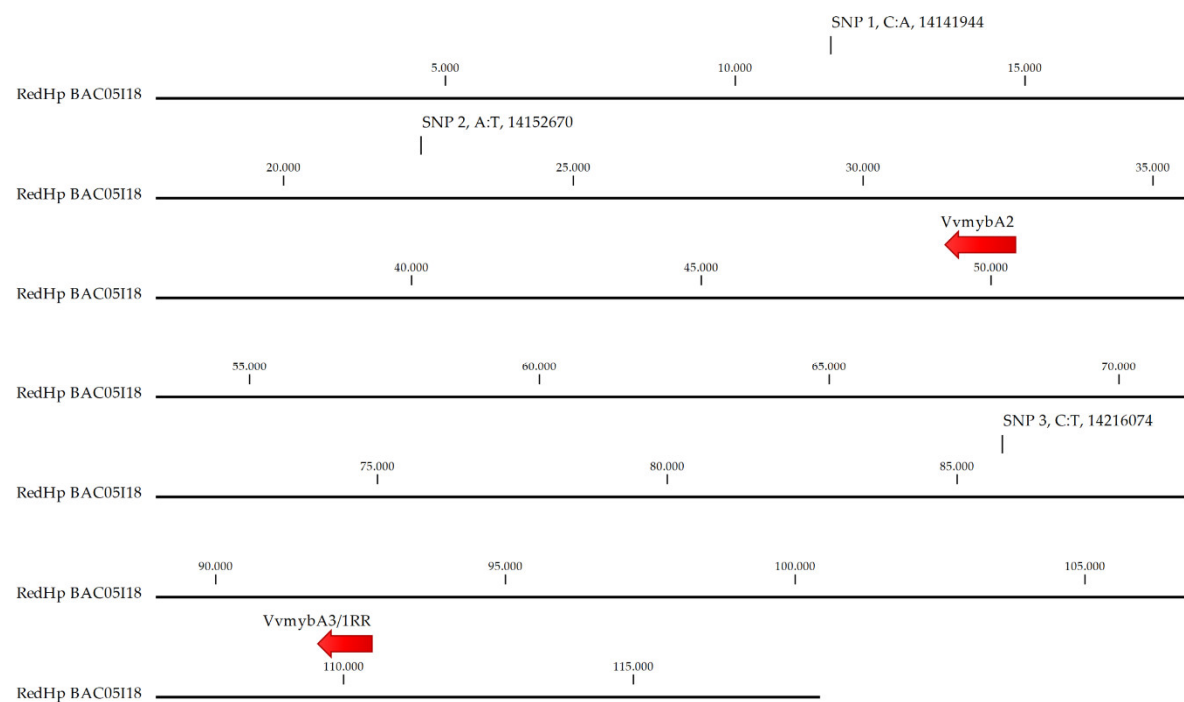 SNP 1, C:A, 14141944
5.000 10.000 15.000
RedHp BAC05I18
SNP 2, A:T, 14152670
20.000 25.000 30.000 35.000
RedHp BAC05I18
VvmybA2
40.000 45.000 50.000
RedHp BAC05I18
55.000 60.000 65.000 70.000
RedHp BAC05I18
SNP 3, C:T, 14216074
75.000 80.000 85.000
RedHp BAC05I18
90.000 95.000 100.000 105.000
RedHp BAC05I18
VvmybA3/1RR
110.000 115.000
RedHp BAC05I18